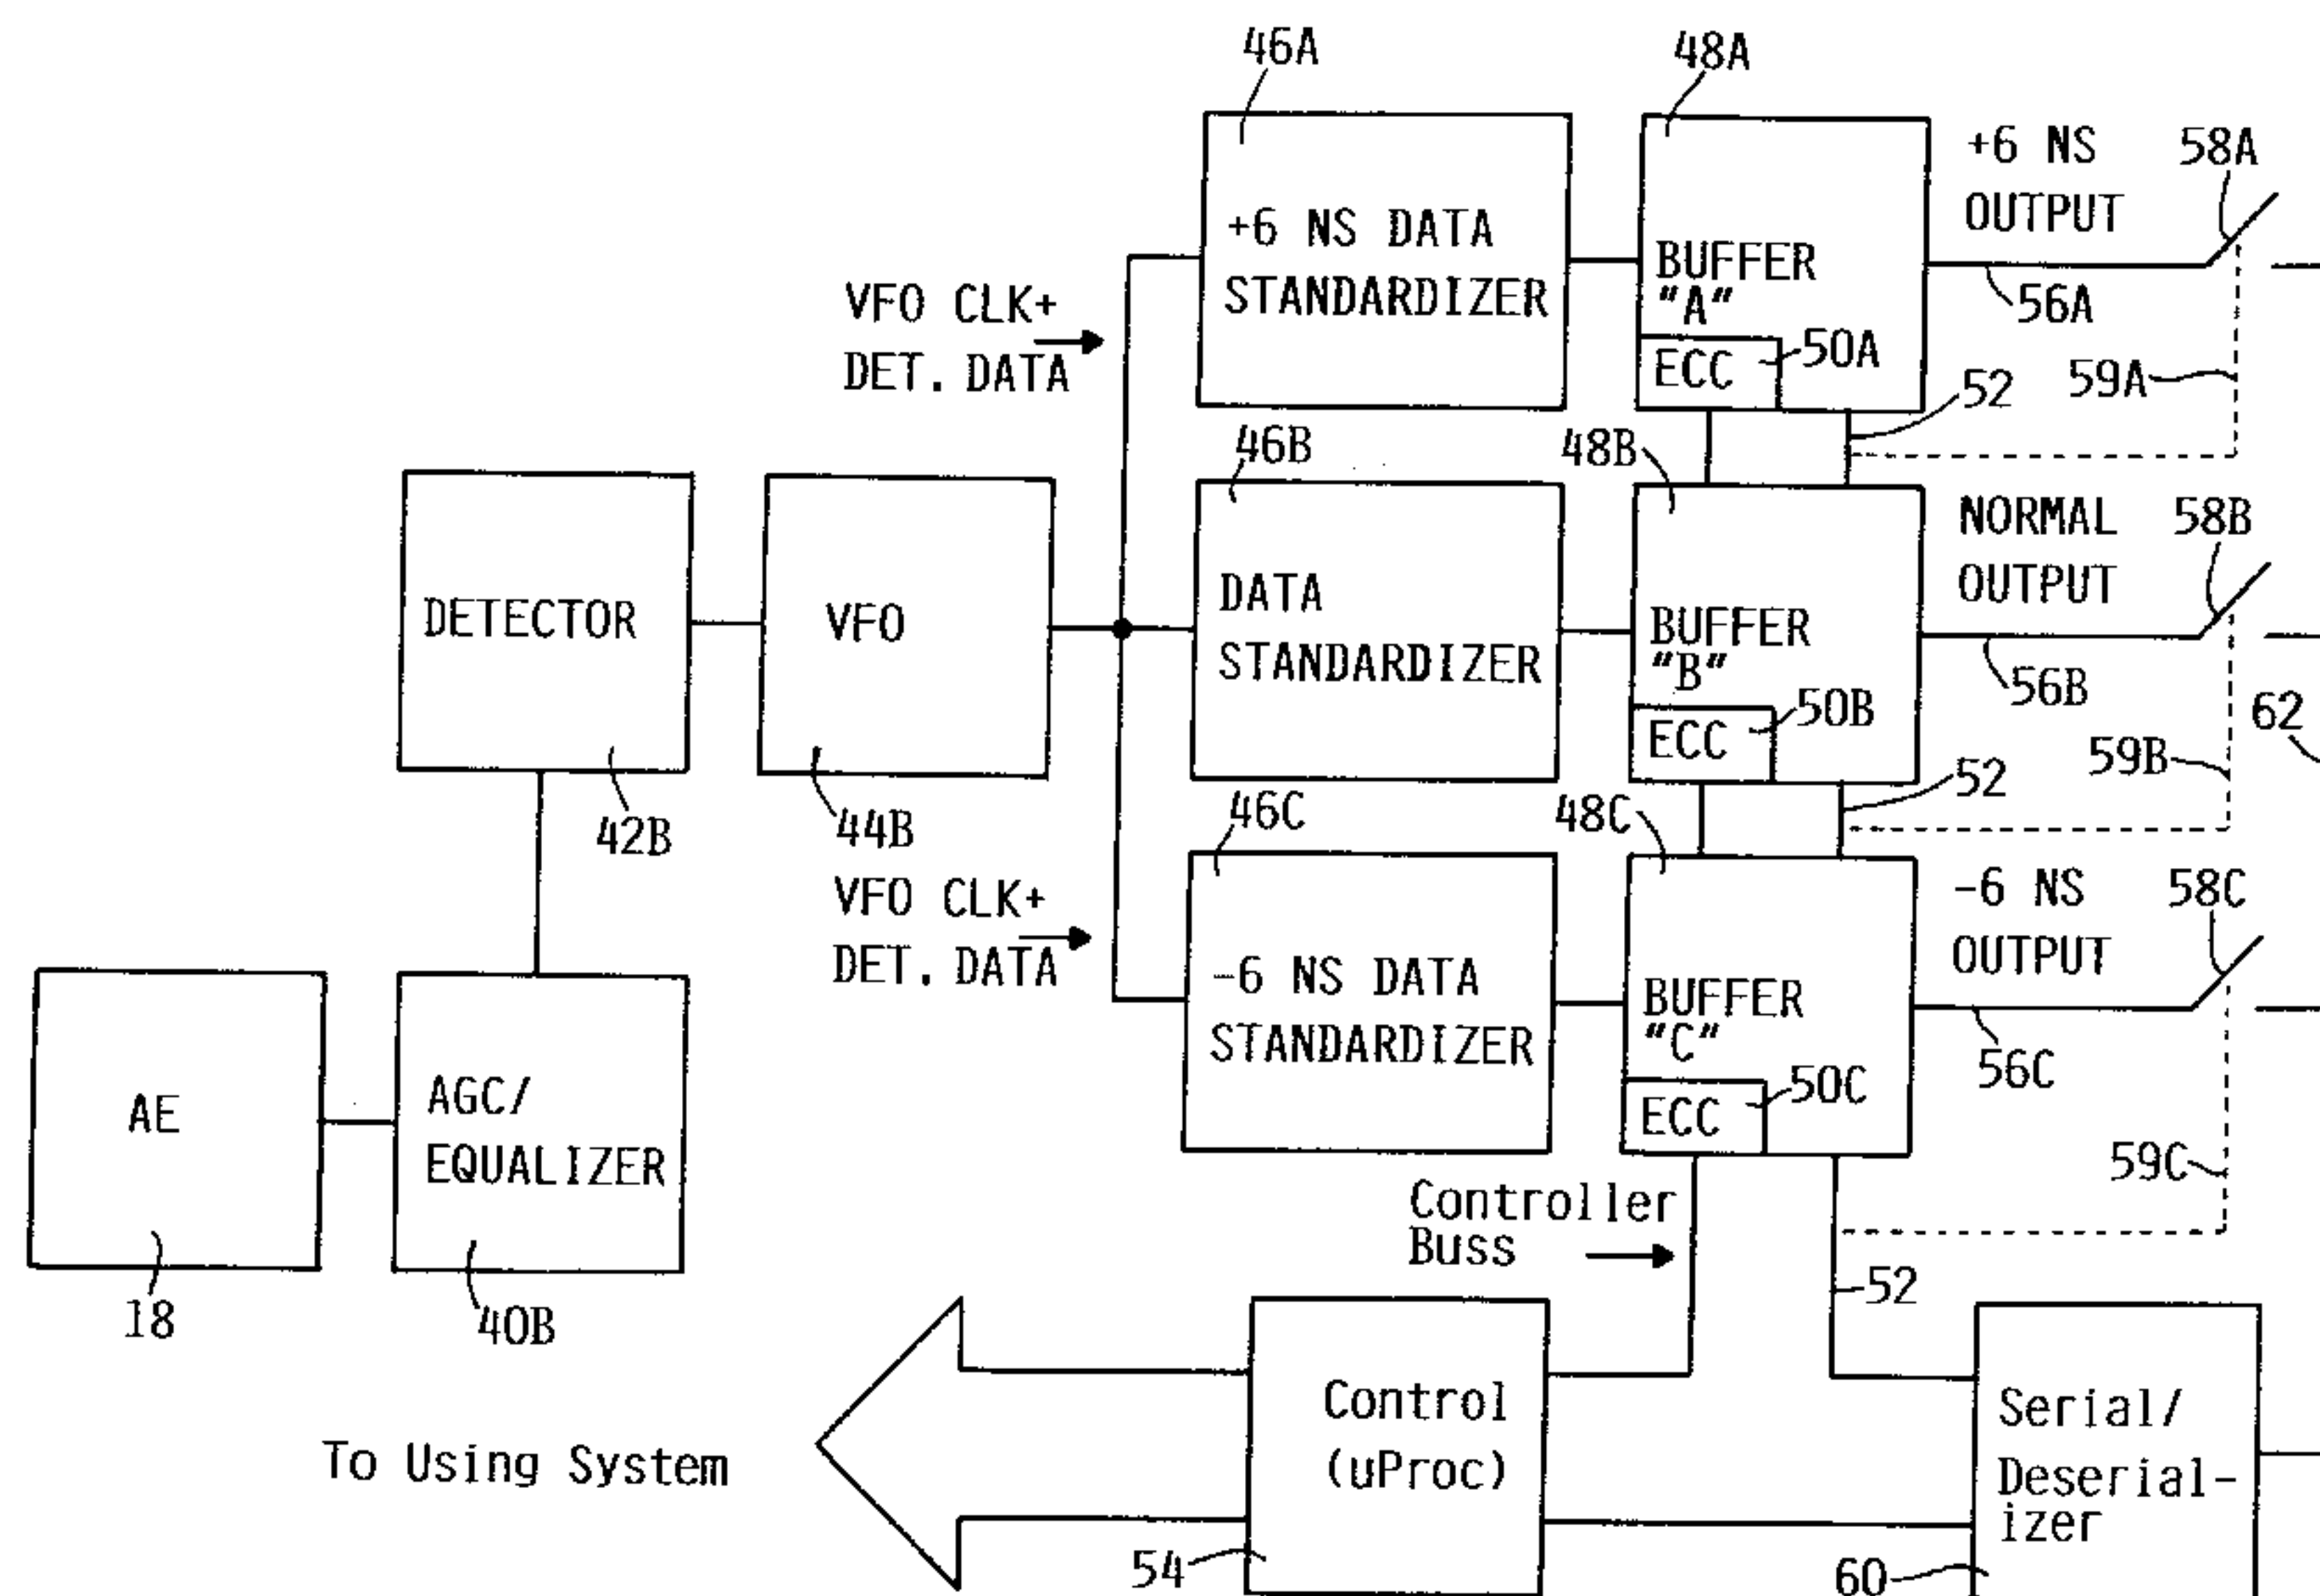 46A
48A
+6 NS
OUTPUT
58A
+6 NS DATA
STANDARDIZER
BUFFER
"A"
ECC
50A
56A
59A
52
VFO CLK+
DET. DATA
46B
48B
NORMAL
OUTPUT
58B
DETECTOR
42B
VFO
44B
DATA
STANDARDIZER
BUFFER
"B"
ECC
50B
56B
62
59B
52
46C
48C
VFO CLK+
DET. DATA
-6 NS
OUTPUT
58C
-6 NS DATA
STANDARDIZER
BUFFER
"C"
ECC
50C
56C
59C
AE
18
AGC/
EQUALIZER
40B
Controller
Buss
52
To Using System
Control
(uProc)
54
Serial/
Deserial-
izer
60